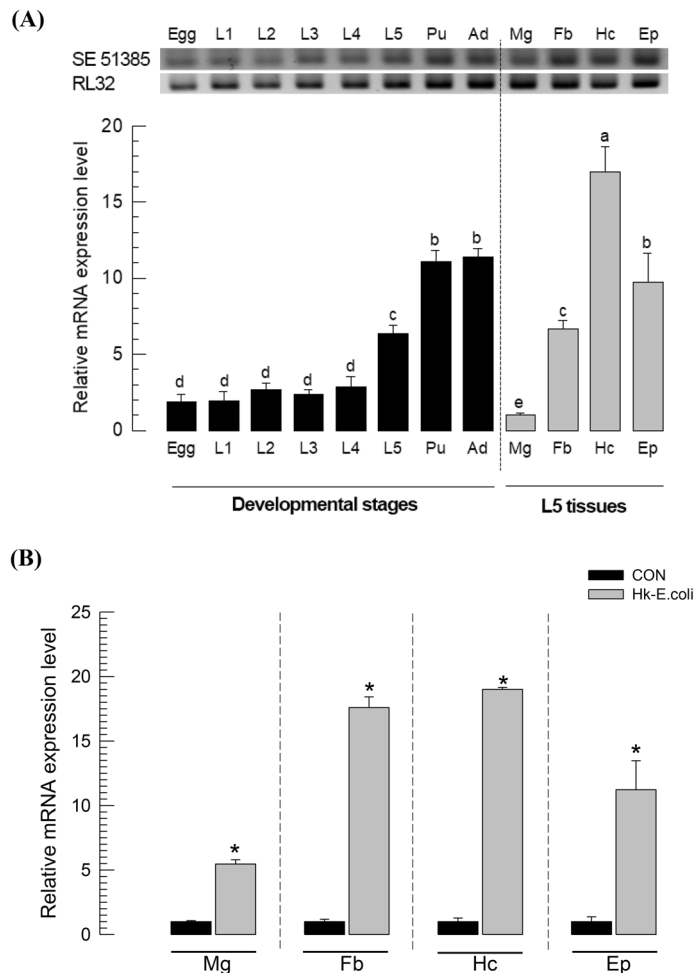 (A)
Egg L1 L2 L3 L4 L5 Pu Ad Mg Fb Hc Ep
SE 51385
RL32
Relative mRNA expression level
20
15
10
5
0
d d d d d c b b e c a b
Egg L1 L2 L3 L4 L5 Pu Ad Mg Fb Hc Ep
Developmental stages L5 tissues
(B)
CON
Hk-E.coli
Relative mRNA expression level
25
20
15
10
5
0
* * * *
Mg Fb Hc Ep